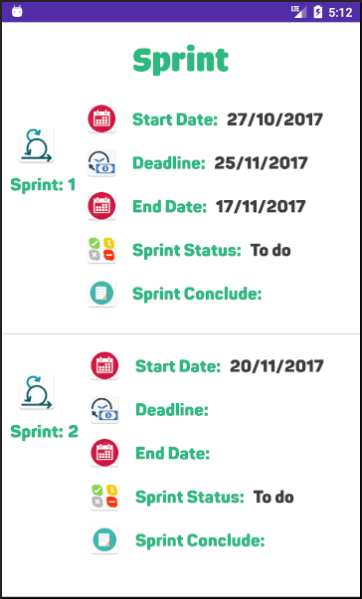 LTE 5:12
Sprint
Start Date: 27/10/2017
Deadline: 25/11/2017
Sprint: 1
End Date: 17/11/2017
Sprint Status: To do
Sprint Conclude:
Start Date: 20/11/2017
Deadline:
Sprint: 2
End Date:
Sprint Status: To do
Sprint Conclude: